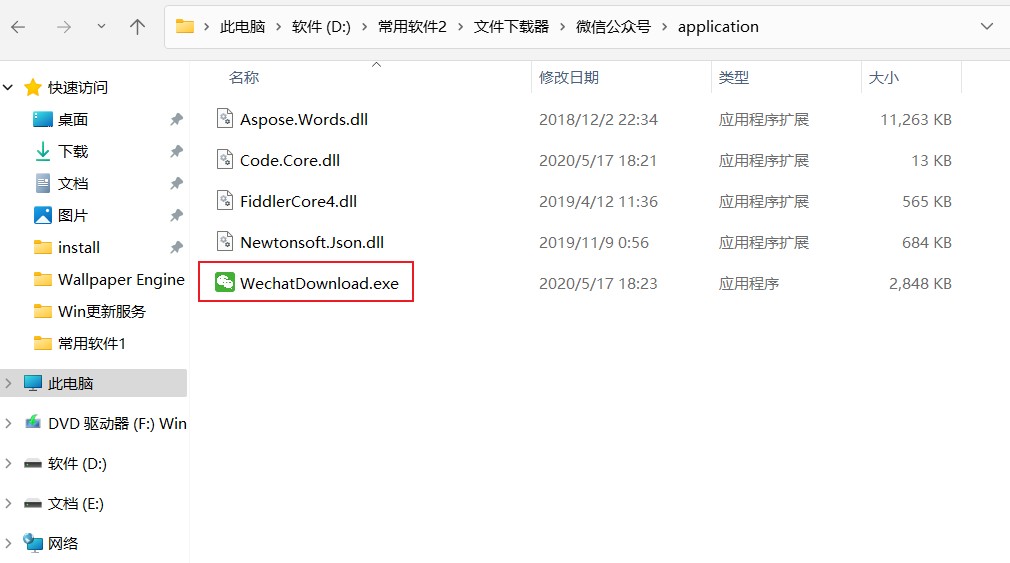 此电脑 软件 (D:) 常用软件2 文件下载器 微信公众号 application
名称 修改日期 类型 大小
快速访问
桌面
下载
文档
图片
install
Wallpaper Engine
Win更新服务
常用软件1
此电脑
DVD 驱动器 (F:) Win
软件 (D:)
文档 (E:)
网络
Aspose.Words.dll 2018/12/2 22:34 应用程序扩展 11,263 KB
Code.Core.dll 2020/5/17 18:21 应用程序扩展 13 KB
FiddlerCore4.dll 2019/4/12 11:36 应用程序扩展 565 KB
Newtonsoft.Json.dll 2019/11/9 0:56 应用程序扩展 684 KB
WechatDownload.exe 2020/5/17 18:23 应用程序 2,848 KB